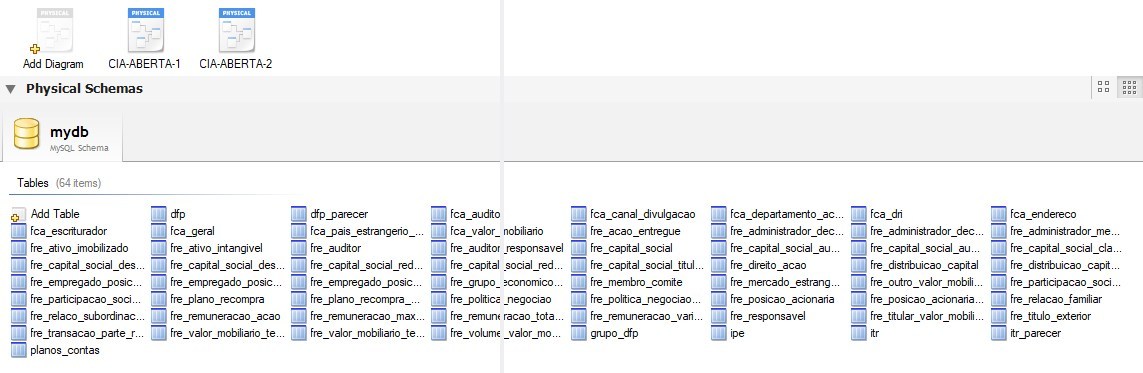 PHYSICAL PHYSICAL PHYSICAL
Add Diagram CIA-ABERTA-1 CIA-ABERTA-2
Physical Schemas
mydb
MySQL Schema
Tables (64 items)
Add Table dfp dfp_parecer fca_audito fca_canal_divulgacao fca_departamento_ac... fca_dri fca_endereco
fca_escriturador fca_geral fca_pais_estrangerio_... fca_valor_mobiliario fre_acao_entregue fre_administrador_dec... fre_administrador_dec... fre_administrador_me...
fre_ativo_imobilizado fre_ativo_intangivel fre_auditor fre_auditor_responsavel fre_capital_social fre_capital_social_au... fre_capital_social_au... fre_capital_social_cla...
fre_capital_social_des... fre_capital_social_des... fre_capital_social_red... fre_capital_social_red... fre_capital_social_titul... fre_direito_acao fre_distribuicao_capital fre_distribuicao_capit...
fre_empregado_posic... fre_empregado_posic... fre_empregado_posic... fre_grupo_economico... fre_membro_comite fre_mercado_estrang... fre_outro_valor_mobili... fre_participacao_soci...
fre_participacao_soci... fre_plano_recompra fre_plano_recompra_... fre_politica_negociao fre_politica_negociao... fre_posicao_acionaria fre_posicao_acionaria... fre_relacao_familiar
fre_relaco_subordinac... fre_remuneracao_acao fre_remuneracao_max... fre_remuneracao_tota... fre_remuneracao_vari... fre_responsavel fre_titular_valor_mobili... fre_titulo_exterior
fre_transacao_parte_r... fre_valor_mobiliario_te... fre_valor_mobiliario_te... fre_volume_valor_mo... grupo_dfp ipe itr itr_parecer
planos_contas